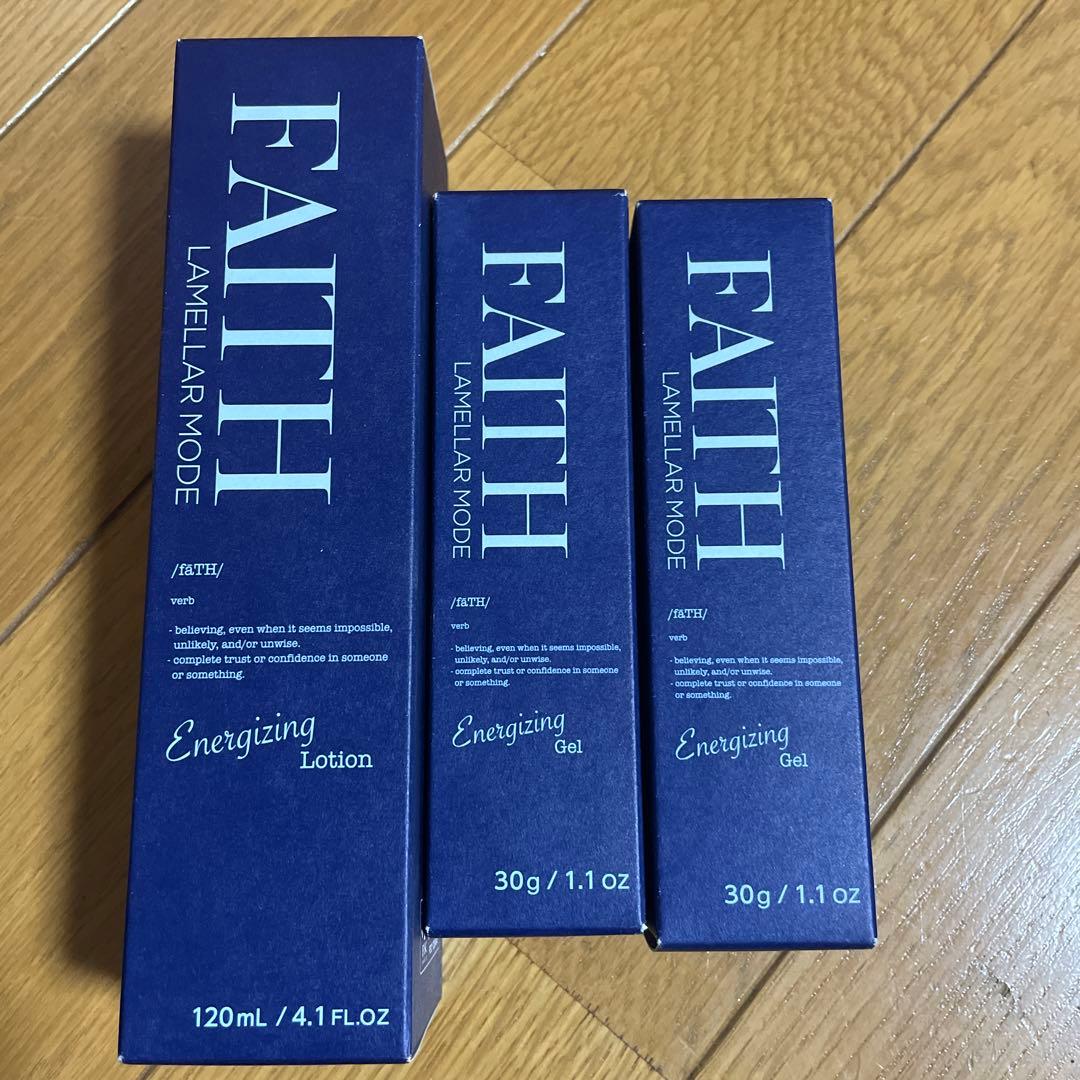 FAITH
LAMELLAR MODE
/fāTH/
verb
- believing, even when it seems impossible,
unlikely, and/or unwise.
- complete trust or confidence in someone
or something.
Energizing
Lotion
120mL / 4.1 FL.OZ
FAITH
LAMELLAR MODE
/fāTH/
verb
- believing, even when it seems impossible,
unlikely, and/or unwise.
- complete trust or confidence in someone
or something.
Energizing
Gel
30g / 1.1 OZ
FAITH
LAMELLAR MODE
/fāTH/
verb
- believing, even when it seems impossible,
unlikely, and/or unwise.
- complete trust or confidence in someone
or something.
Energizing
Gel
30g / 1.1 OZ